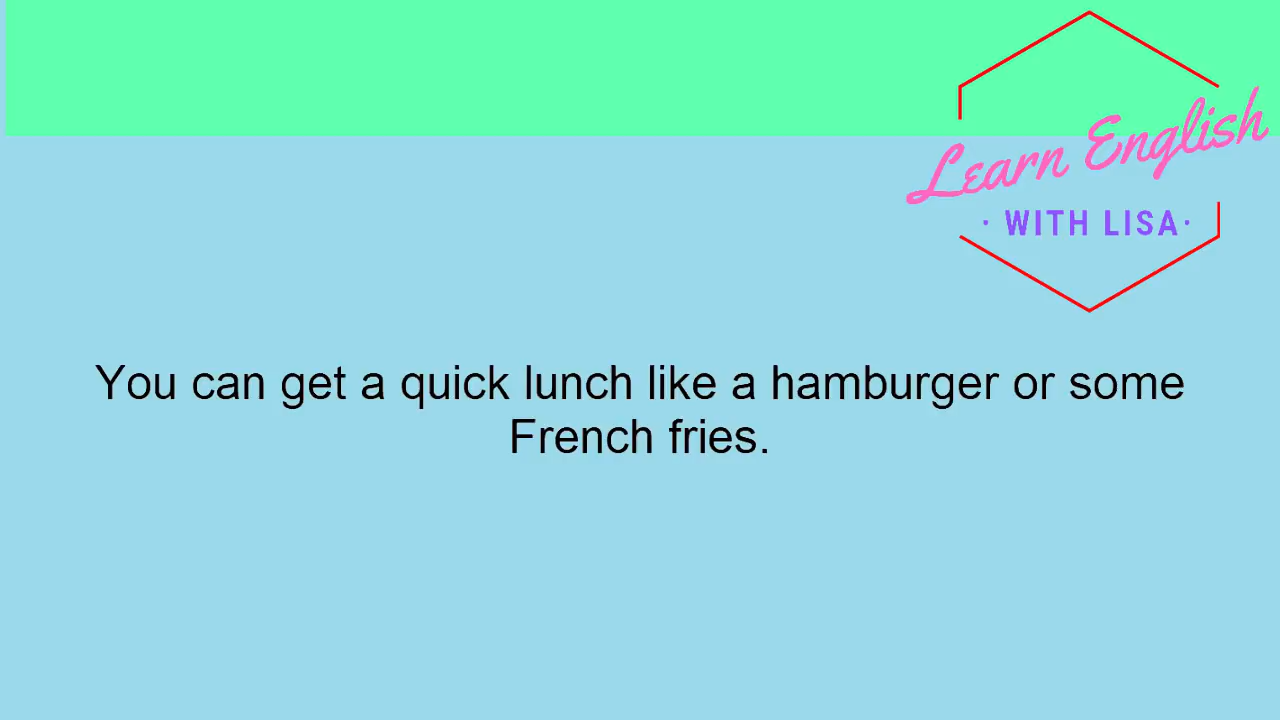 Learn English
· WITH LISA ·
You can get a quick lunch like a hamburger or some
French fries.